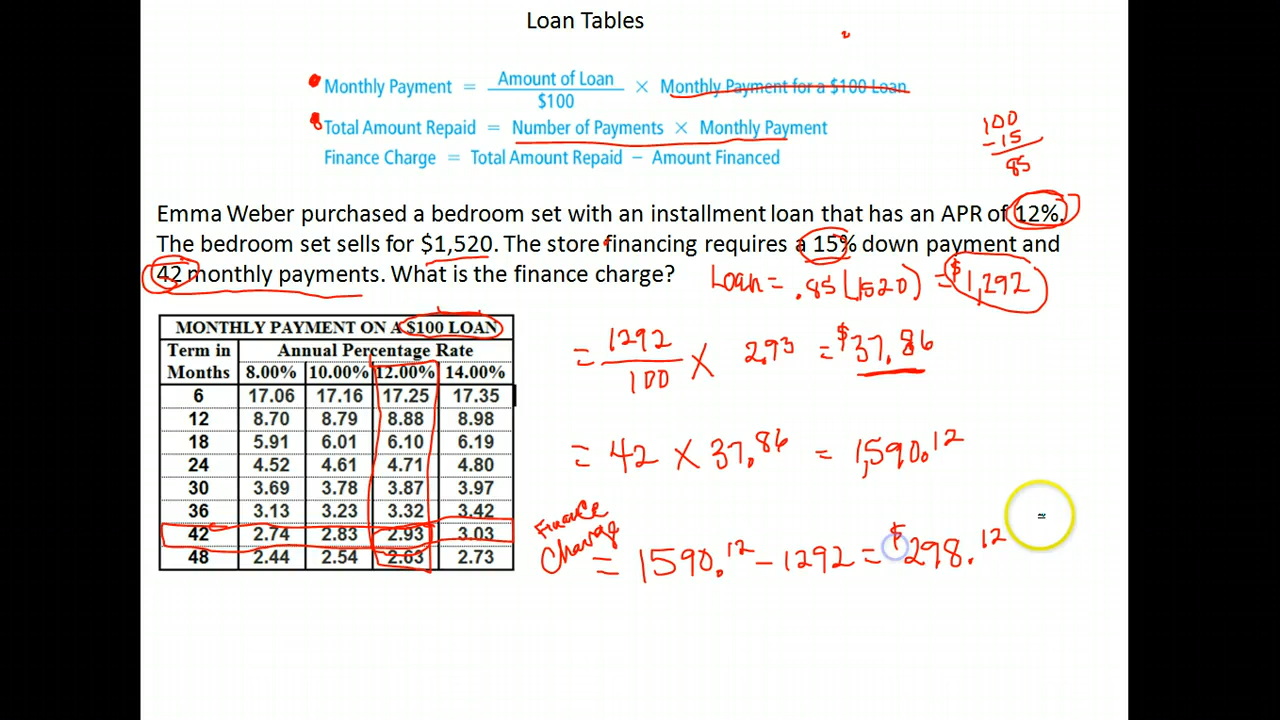 Loan Tables
Monthly Payment = Amount of Loan / $100 × Monthly Payment for a $100 Loan
Total Amount Repaid = Number of Payments × Monthly Payment
Finance Charge = Total Amount Repaid − Amount Financed
100
-15
85
Emma Weber purchased a bedroom set with an installment loan that has an APR of 12%.
The bedroom set sells for $1,520. The store financing requires a 15% down payment and
42 monthly payments. What is the finance charge?
Loan = .85(1520) = $1,292
MONTHLY PAYMENT ON A $100 LOAN
Term in Months Annual Percentage Rate
8.00% 10.00% 12.00% 14.00%
6 17.06 17.16 17.25 17.35
12 8.70 8.79 8.88 8.98
18 5.91 6.01 6.10 6.19
24 4.52 4.61 4.71 4.80
30 3.69 3.78 3.87 3.97
36 3.13 3.23 3.32 3.42
42 2.74 2.83 2.93 3.03
48 2.44 2.54 2.63 2.73
= 1292 / 100 × 2.93 = $37.86
= 42 × 37.86 = 1,590.12
Finance
Charge
= 1590.12 − 1292 = $298.12